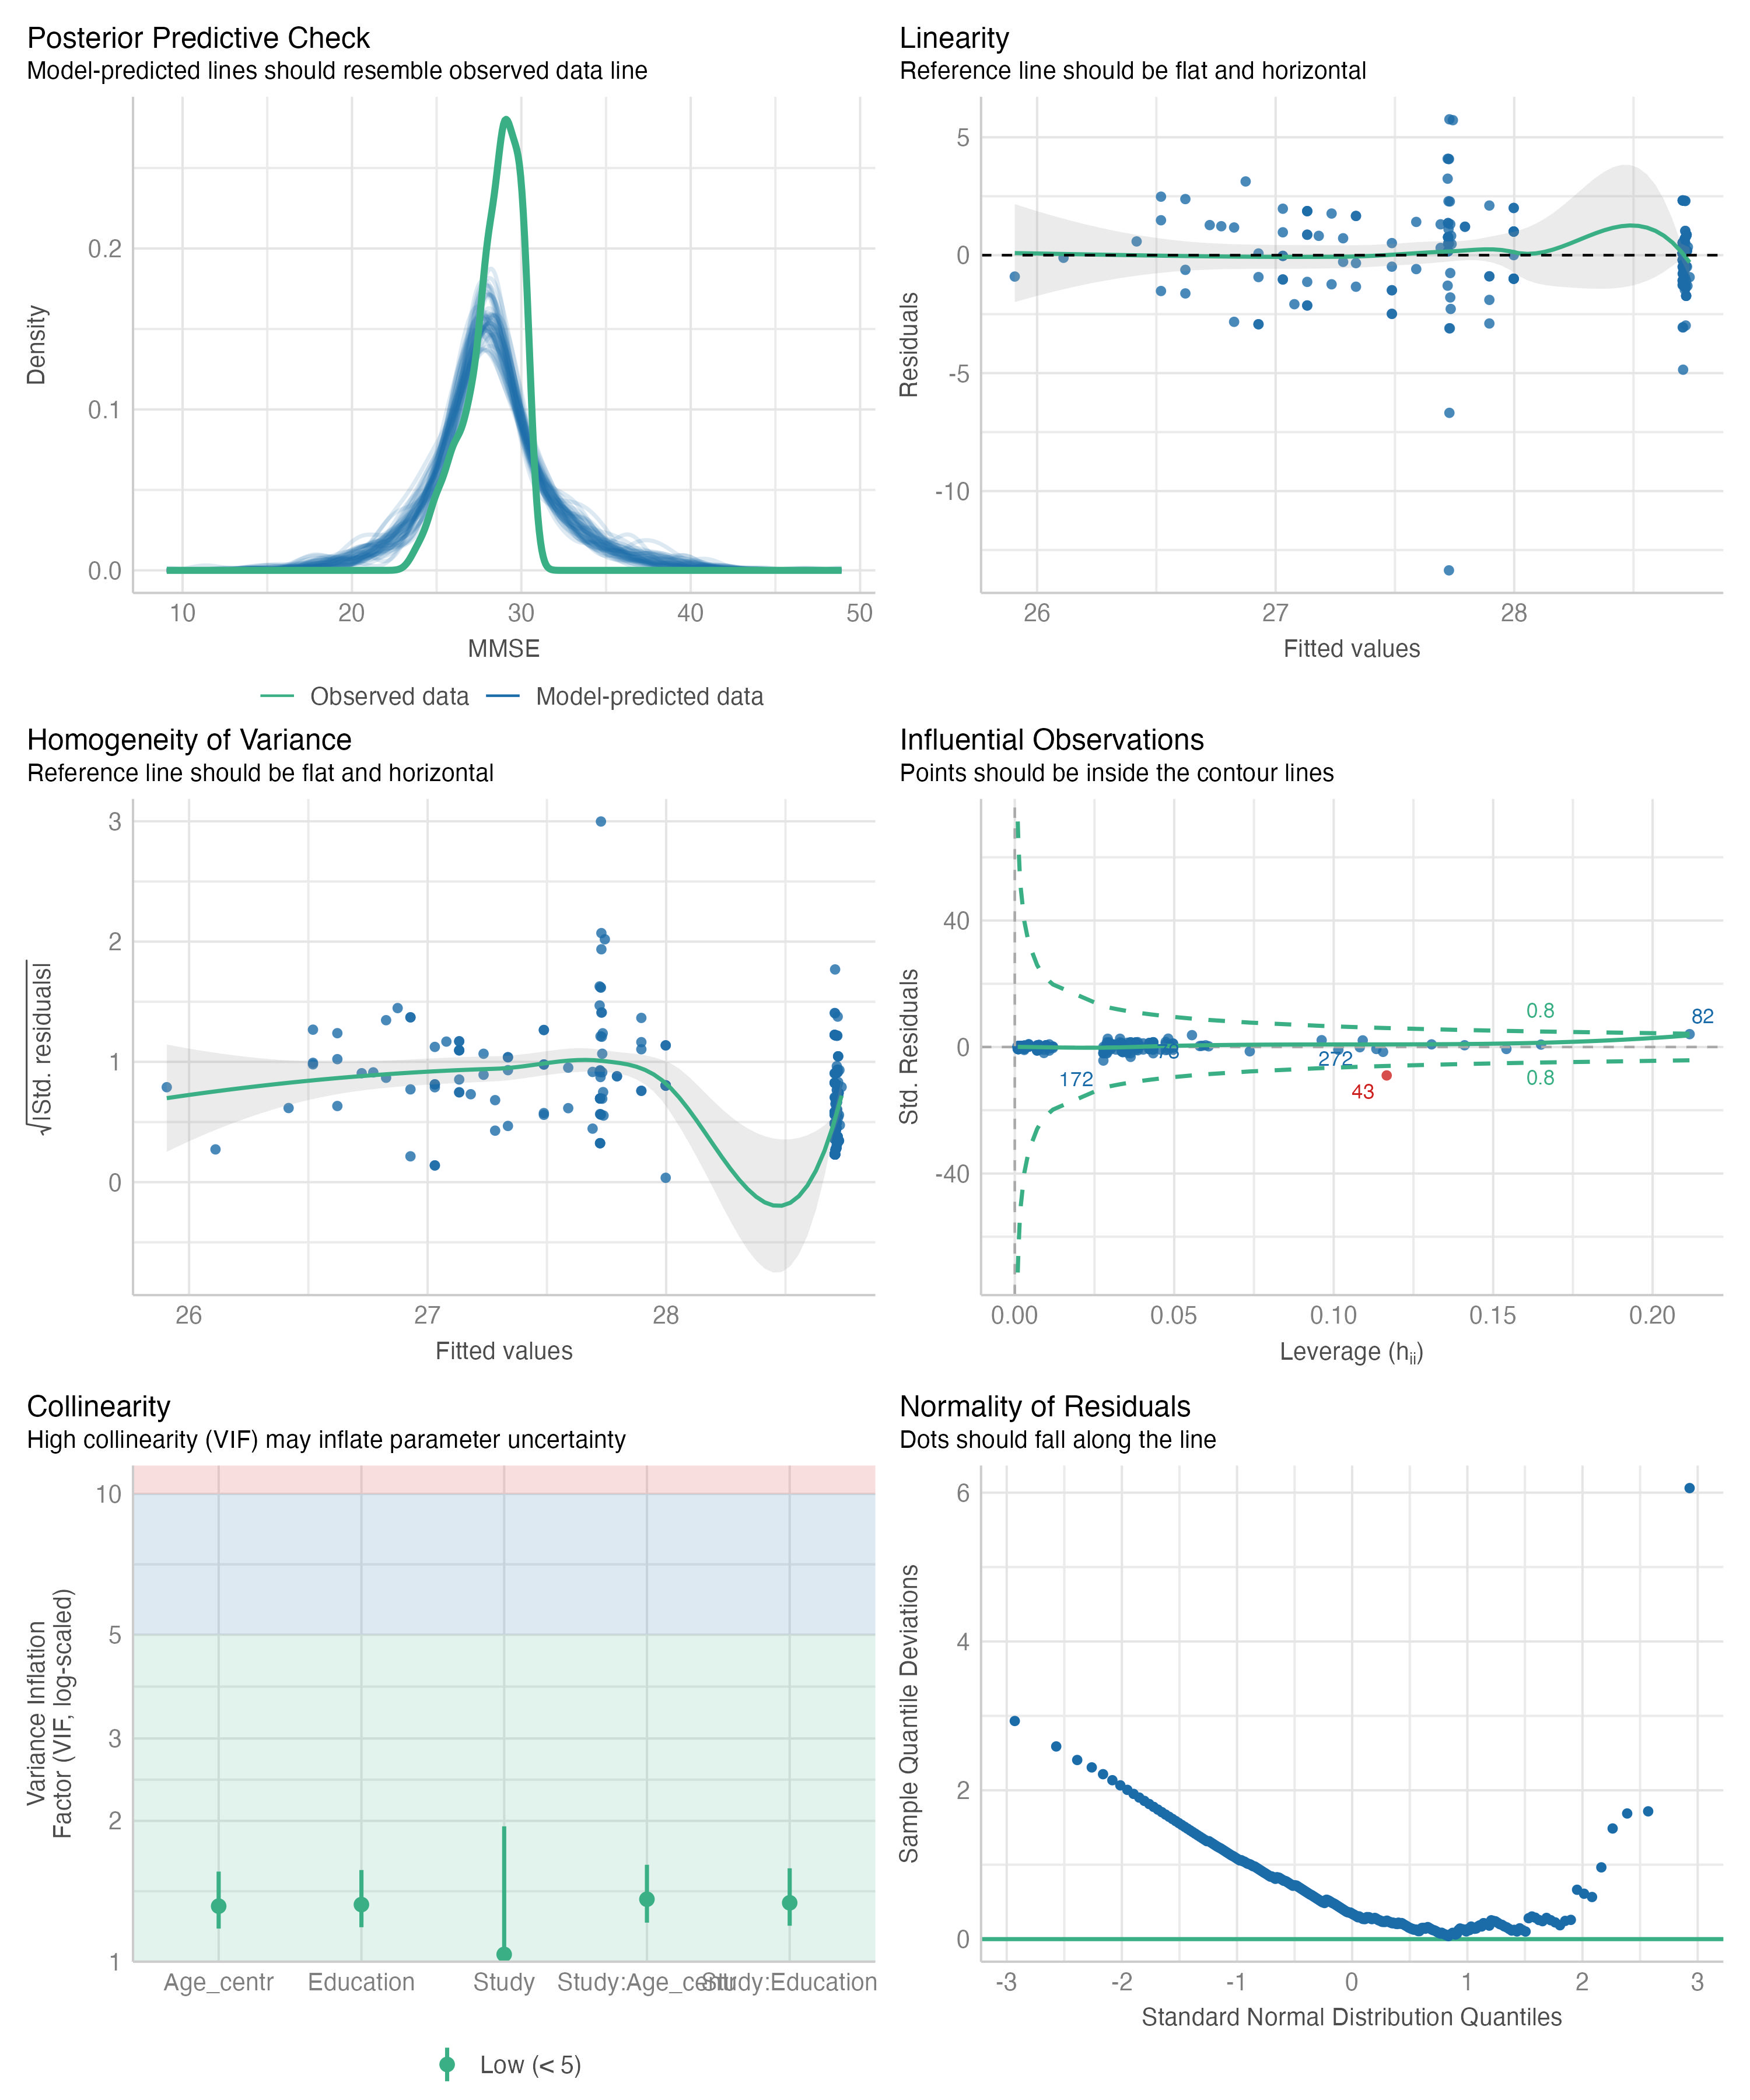 Posterior Predictive Check
Model-predicted lines should resemble observed data line
Density
0.2
0.1
0.0
10
20
30
40
50
MMSE
Observed data
Model-predicted data
Linearity
Reference line should be flat and horizontal
Residuals
5
0
-5
-10
26
27
28
Fitted values
Homogeneity of Variance
Reference line should be flat and horizontal
√|Std. residuals|
3
2
1
0
26
27
28
Fitted values
Influential Observations
Points should be inside the contour lines
Std. Residuals
40
0
-40
0.8
0.8
82
272
172
43
0.00
0.05
0.10
0.15
0.20
Leverage (hii)
Collinearity
High collinearity (VIF) may inflate parameter uncertainty
Variance Inflation
Factor (VIF, log-scaled)
10
5
3
2
1
Age_centr
Education
Study
Study:Age_centr
Study:Education
Low (< 5)
Normality of Residuals
Dots should fall along the line
Sample Quantile Deviations
6
4
2
0
-3
-2
-1
0
1
2
3
Standard Normal Distribution Quantiles